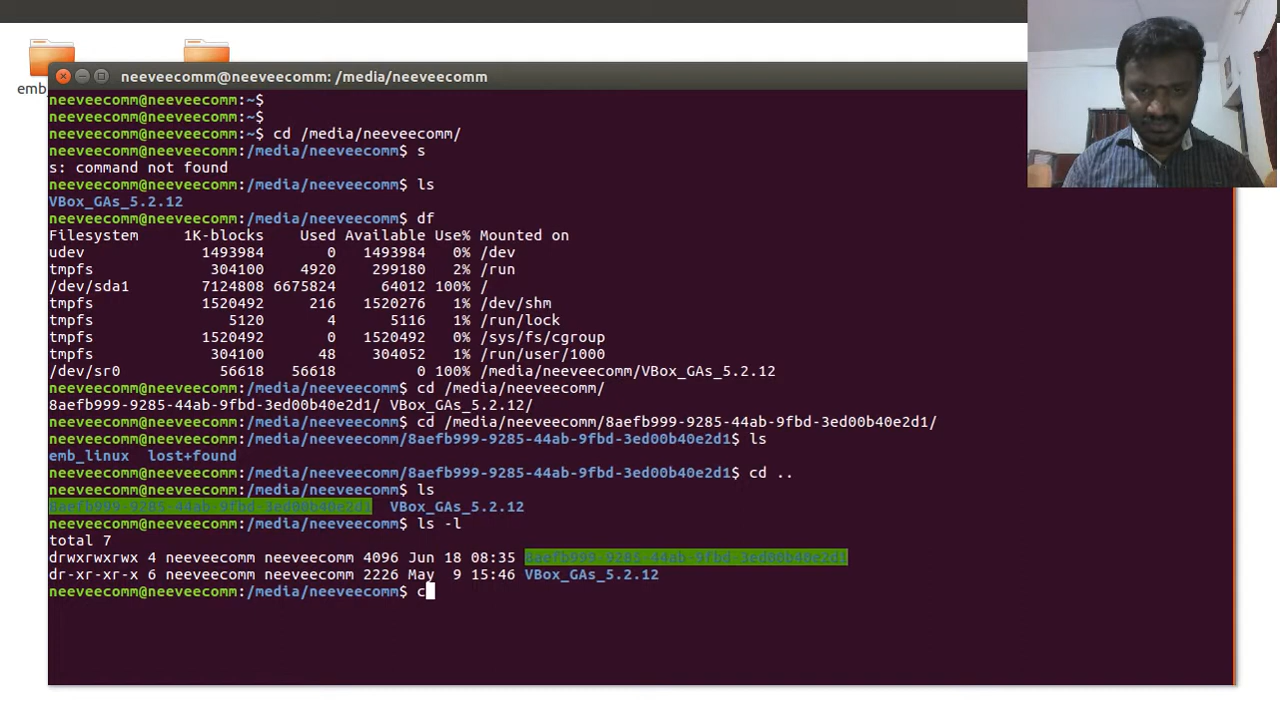 emb
neeveecomm@neeveecomm: /media/neeveecomm
neeveecomm@neeveecomm:~$
neeveecomm@neeveecomm:~$
neeveecomm@neeveecomm:~$ cd /media/neeveecomm/
neeveecomm@neeveecomm:/media/neeveecomm$ s
s: command not found
neeveecomm@neeveecomm:/media/neeveecomm$ ls
VBox_GAs_5.2.12
neeveecomm@neeveecomm:/media/neeveecomm$ df
Filesystem     1K-blocks    Used Available Use% Mounted on
udev             1493984       0   1493984   0% /dev
tmpfs             304100    4920    299180   2% /run
/dev/sda1        7124808 6675824     64012 100% /
tmpfs            1520492     216   1520276   1% /dev/shm
tmpfs               5120       4      5116   1% /run/lock
tmpfs            1520492       0   1520492   0% /sys/fs/cgroup
tmpfs             304100      48    304052   1% /run/user/1000
/dev/sr0           56618   56618         0 100% /media/neeveecomm/VBox_GAs_5.2.12
neeveecomm@neeveecomm:/media/neeveecomm$ cd /media/neeveecomm/
8aefb999-9285-44ab-9fbd-3ed00b40e2d1/ VBox_GAs_5.2.12/
neeveecomm@neeveecomm:/media/neeveecomm$ cd /media/neeveecomm/8aefb999-9285-44ab-9fbd-3ed00b40e2d1/
neeveecomm@neeveecomm:/media/neeveecomm/8aefb999-9285-44ab-9fbd-3ed00b40e2d1$ ls
emb_linux  lost+found
neeveecomm@neeveecomm:/media/neeveecomm/8aefb999-9285-44ab-9fbd-3ed00b40e2d1$ cd ..
neeveecomm@neeveecomm:/media/neeveecomm$ ls
8aefb999-9285-44ab-9fbd-3ed00b40e2d1  VBox_GAs_5.2.12
neeveecomm@neeveecomm:/media/neeveecomm$ ls -l
total 7
drwxrwxrwx 4 neeveecomm neeveecomm 4096 Jun 18 08:35 8aefb999-9285-44ab-9fbd-3ed00b40e2d1
dr-xr-xr-x 6 neeveecomm neeveecomm 2226 May  9 15:46 VBox_GAs_5.2.12
neeveecomm@neeveecomm:/media/neeveecomm$ c